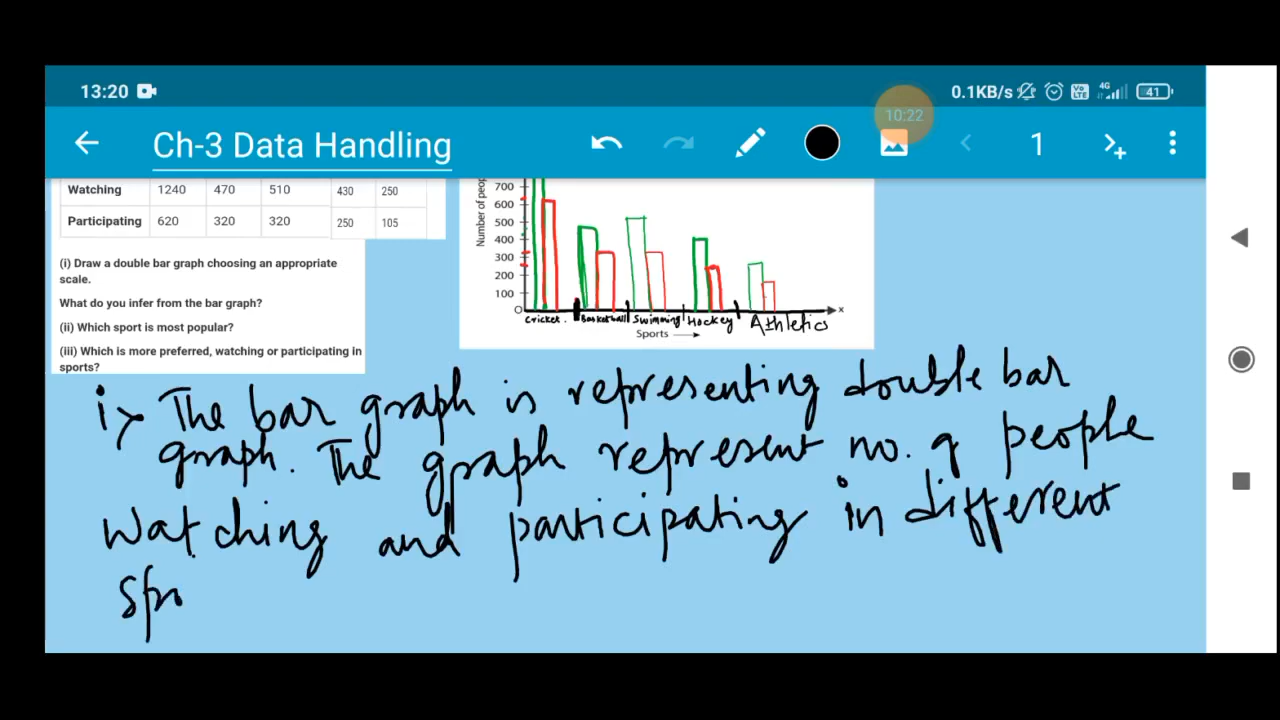 13:20
0.1KB/s 4G Vo LTE 41
10:22
Ch-3 Data Handling 1
Watching 1240 470 510 430 250
Participating 620 320 320 250 105
(i) Draw a double bar graph choosing an appropriate
scale.
What do you infer from the bar graph?
(ii) Which sport is most popular?
(iii) Which is more preferred, watching or participating in
sports?
Number of peop
700
600
500
400
300
200
100
O x
Cricket. Basketball Swimming Hockey Athletics
Sports
i> The bar graph is representing double bar
graph. The graph represent no. of people
Watching and participating in different
Spo